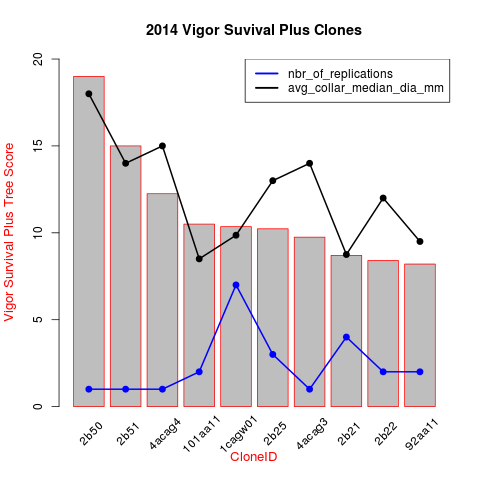 2014 Vigor Suvival Plus Clones
nbr_of_replications
avg_collar_median_dia_mm
Vigor Survival Plus Tree Score
20
15
10
5
0
2b50 2b51 4acag4 101aa11 1cagw01 2b25 4acag3 2b21 2b22 92aa11
CloneID